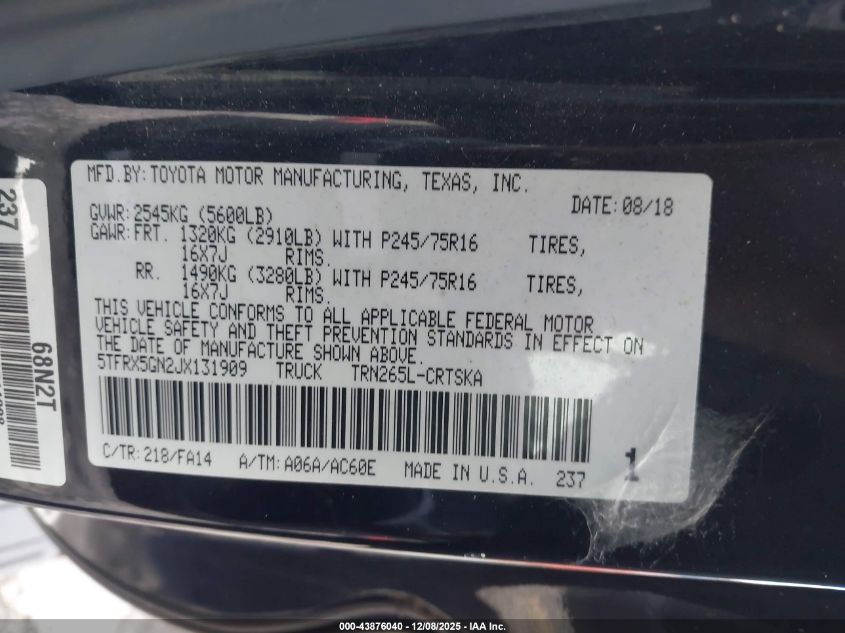 MFD.BY:TOYOTA MOTOR MANUFACTURING, TEXAS, INC.
DATE:08/18
GVWR:2545KG (5600LB)
GAWR:FRT. 1320KG (2910LB) WITH P245/75R16 TIRES,
16X7J RIMS.
RR. 1490KG (3280LB) WITH P245/75R16 TIRES,
16X7J RIMS.
THIS VEHICLE CONFORMS TO ALL APPLICABLE FEDERAL MOTOR
VEHICLE SAFETY AND THEFT PREVENTION STANDARDS IN EFFECT ON
THE DATE OF MANUFACTURE SHOWN ABOVE.
5TFRX5GN2JX131909 TRUCK TRN265L-CRTSKA
C/TR:218/FA14 A/TM:A06A/AC60E MADE IN U.S.A. 237
1
237
68N2T
000-43876040 - 12/08/2025 - IAA Inc.